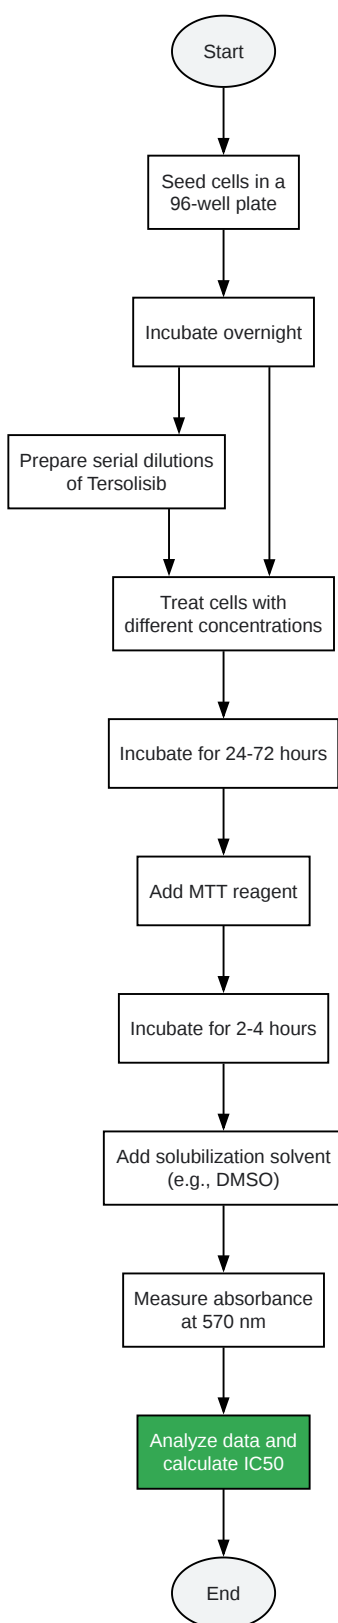 Start
Seed cells in a
96-well plate
Incubate overnight
Prepare serial dilutions
of Tersolisib
Treat cells with
different concentrations
Incubate for 24-72 hours
Add MTT reagent
Incubate for 2-4 hours
Add solubilization solvent
(e.g., DMSO)
Measure absorbance
at 570 nm
Analyze data and
calculate IC50
End